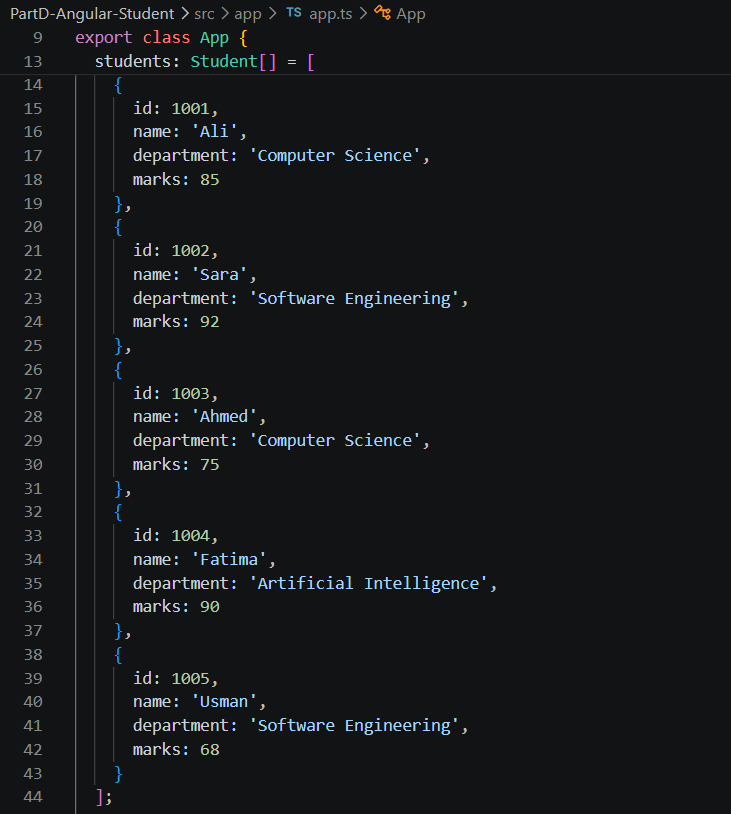 PartD-Angular-Student > src > app > TS app.ts > App
9 export class App {
13 students: Student[] = [
14 {
15 id: 1001,
16 name: 'Ali',
17 department: 'Computer Science',
18 marks: 85
19 },
20 {
21 id: 1002,
22 name: 'Sara',
23 department: 'Software Engineering',
24 marks: 92
25 },
26 {
27 id: 1003,
28 name: 'Ahmed',
29 department: 'Computer Science',
30 marks: 75
31 },
32 {
33 id: 1004,
34 name: 'Fatima',
35 department: 'Artificial Intelligence',
36 marks: 90
37 },
38 {
39 id: 1005,
40 name: 'Usman',
41 department: 'Software Engineering',
42 marks: 68
43 }
44 ];